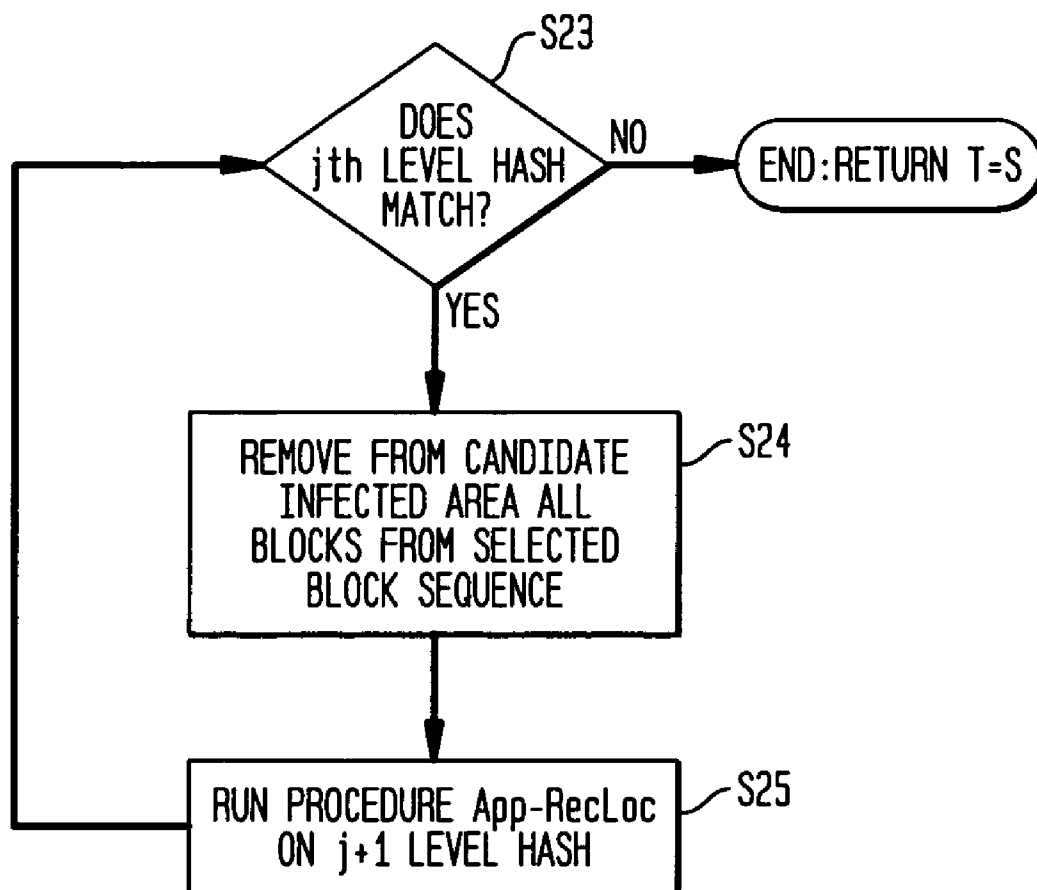 S23
DOES
jth LEVEL HASH
MATCH?
NO
END:RETURN T=S
YES
REMOVE FROM CANDIDATE
INFECTED AREA ALL
BLOCKS FROM SELECTED
BLOCK SEQUENCE
S24
RUN PROCEDURE App-RecLoc
ON j+1 LEVEL HASH
S25